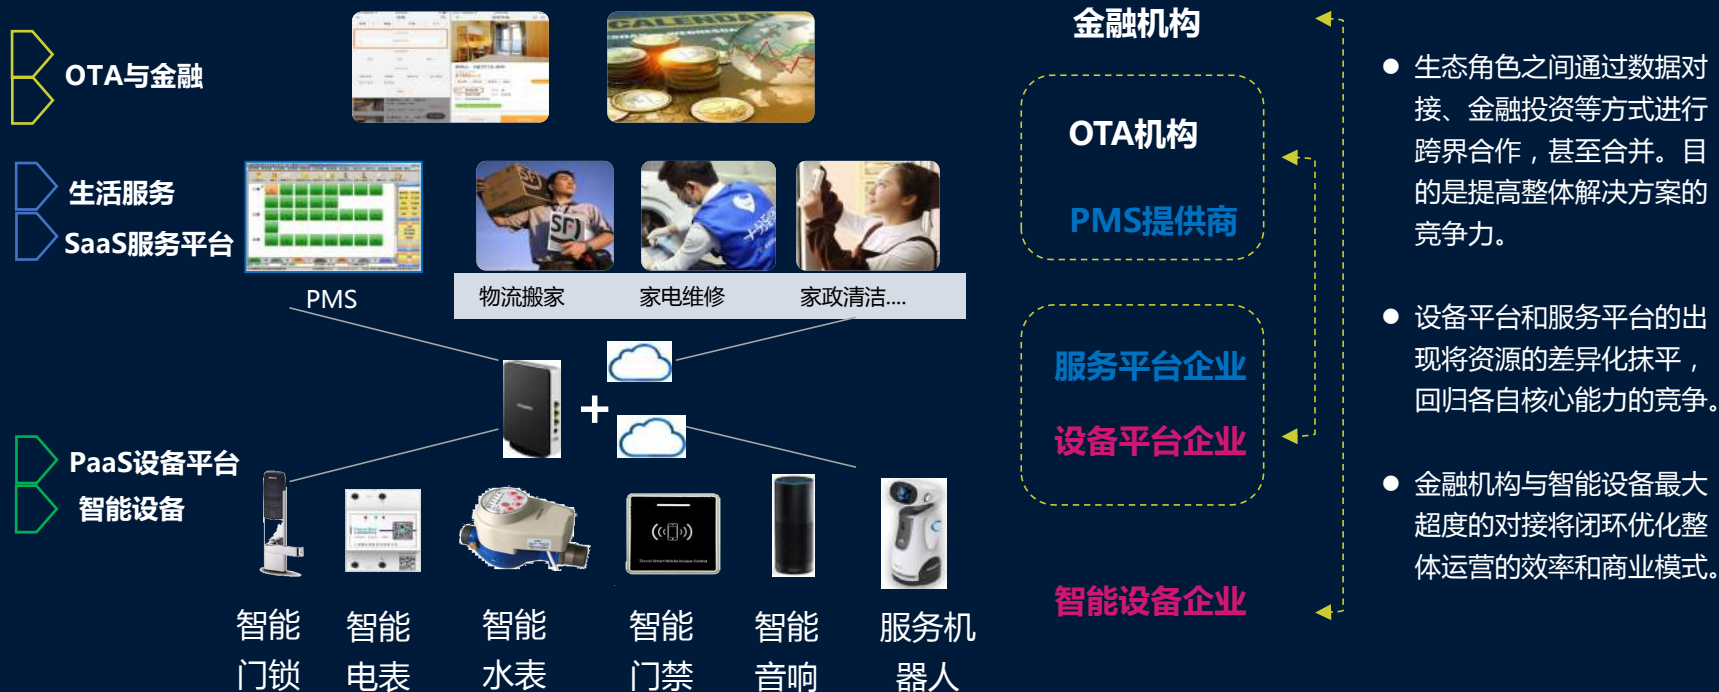 OTA与金融
CALENDAR
生活服务
SaaS服务平台
SF
PMS
物流搬家
家电维修
家政清洁....
+
PaaS设备平台
智能设备
智能
门锁
智能
电表
智能
水表
智能
门禁
智能
音响
服务机
器人
金融机构
OTA机构
PMS提供商
服务平台企业
设备平台企业
智能设备企业
● 生态角色之间通过数据对
接、金融投资等方式进行
跨界合作，甚至合并。目
的是提高整体解决方案的
竞争力。
● 设备平台和服务平台的出
现将资源的差异化抹平，
回归各自核心能力的竞争。
● 金融机构与智能设备最大
超度的对接将闭环优化整
体运营的效率和商业模式。